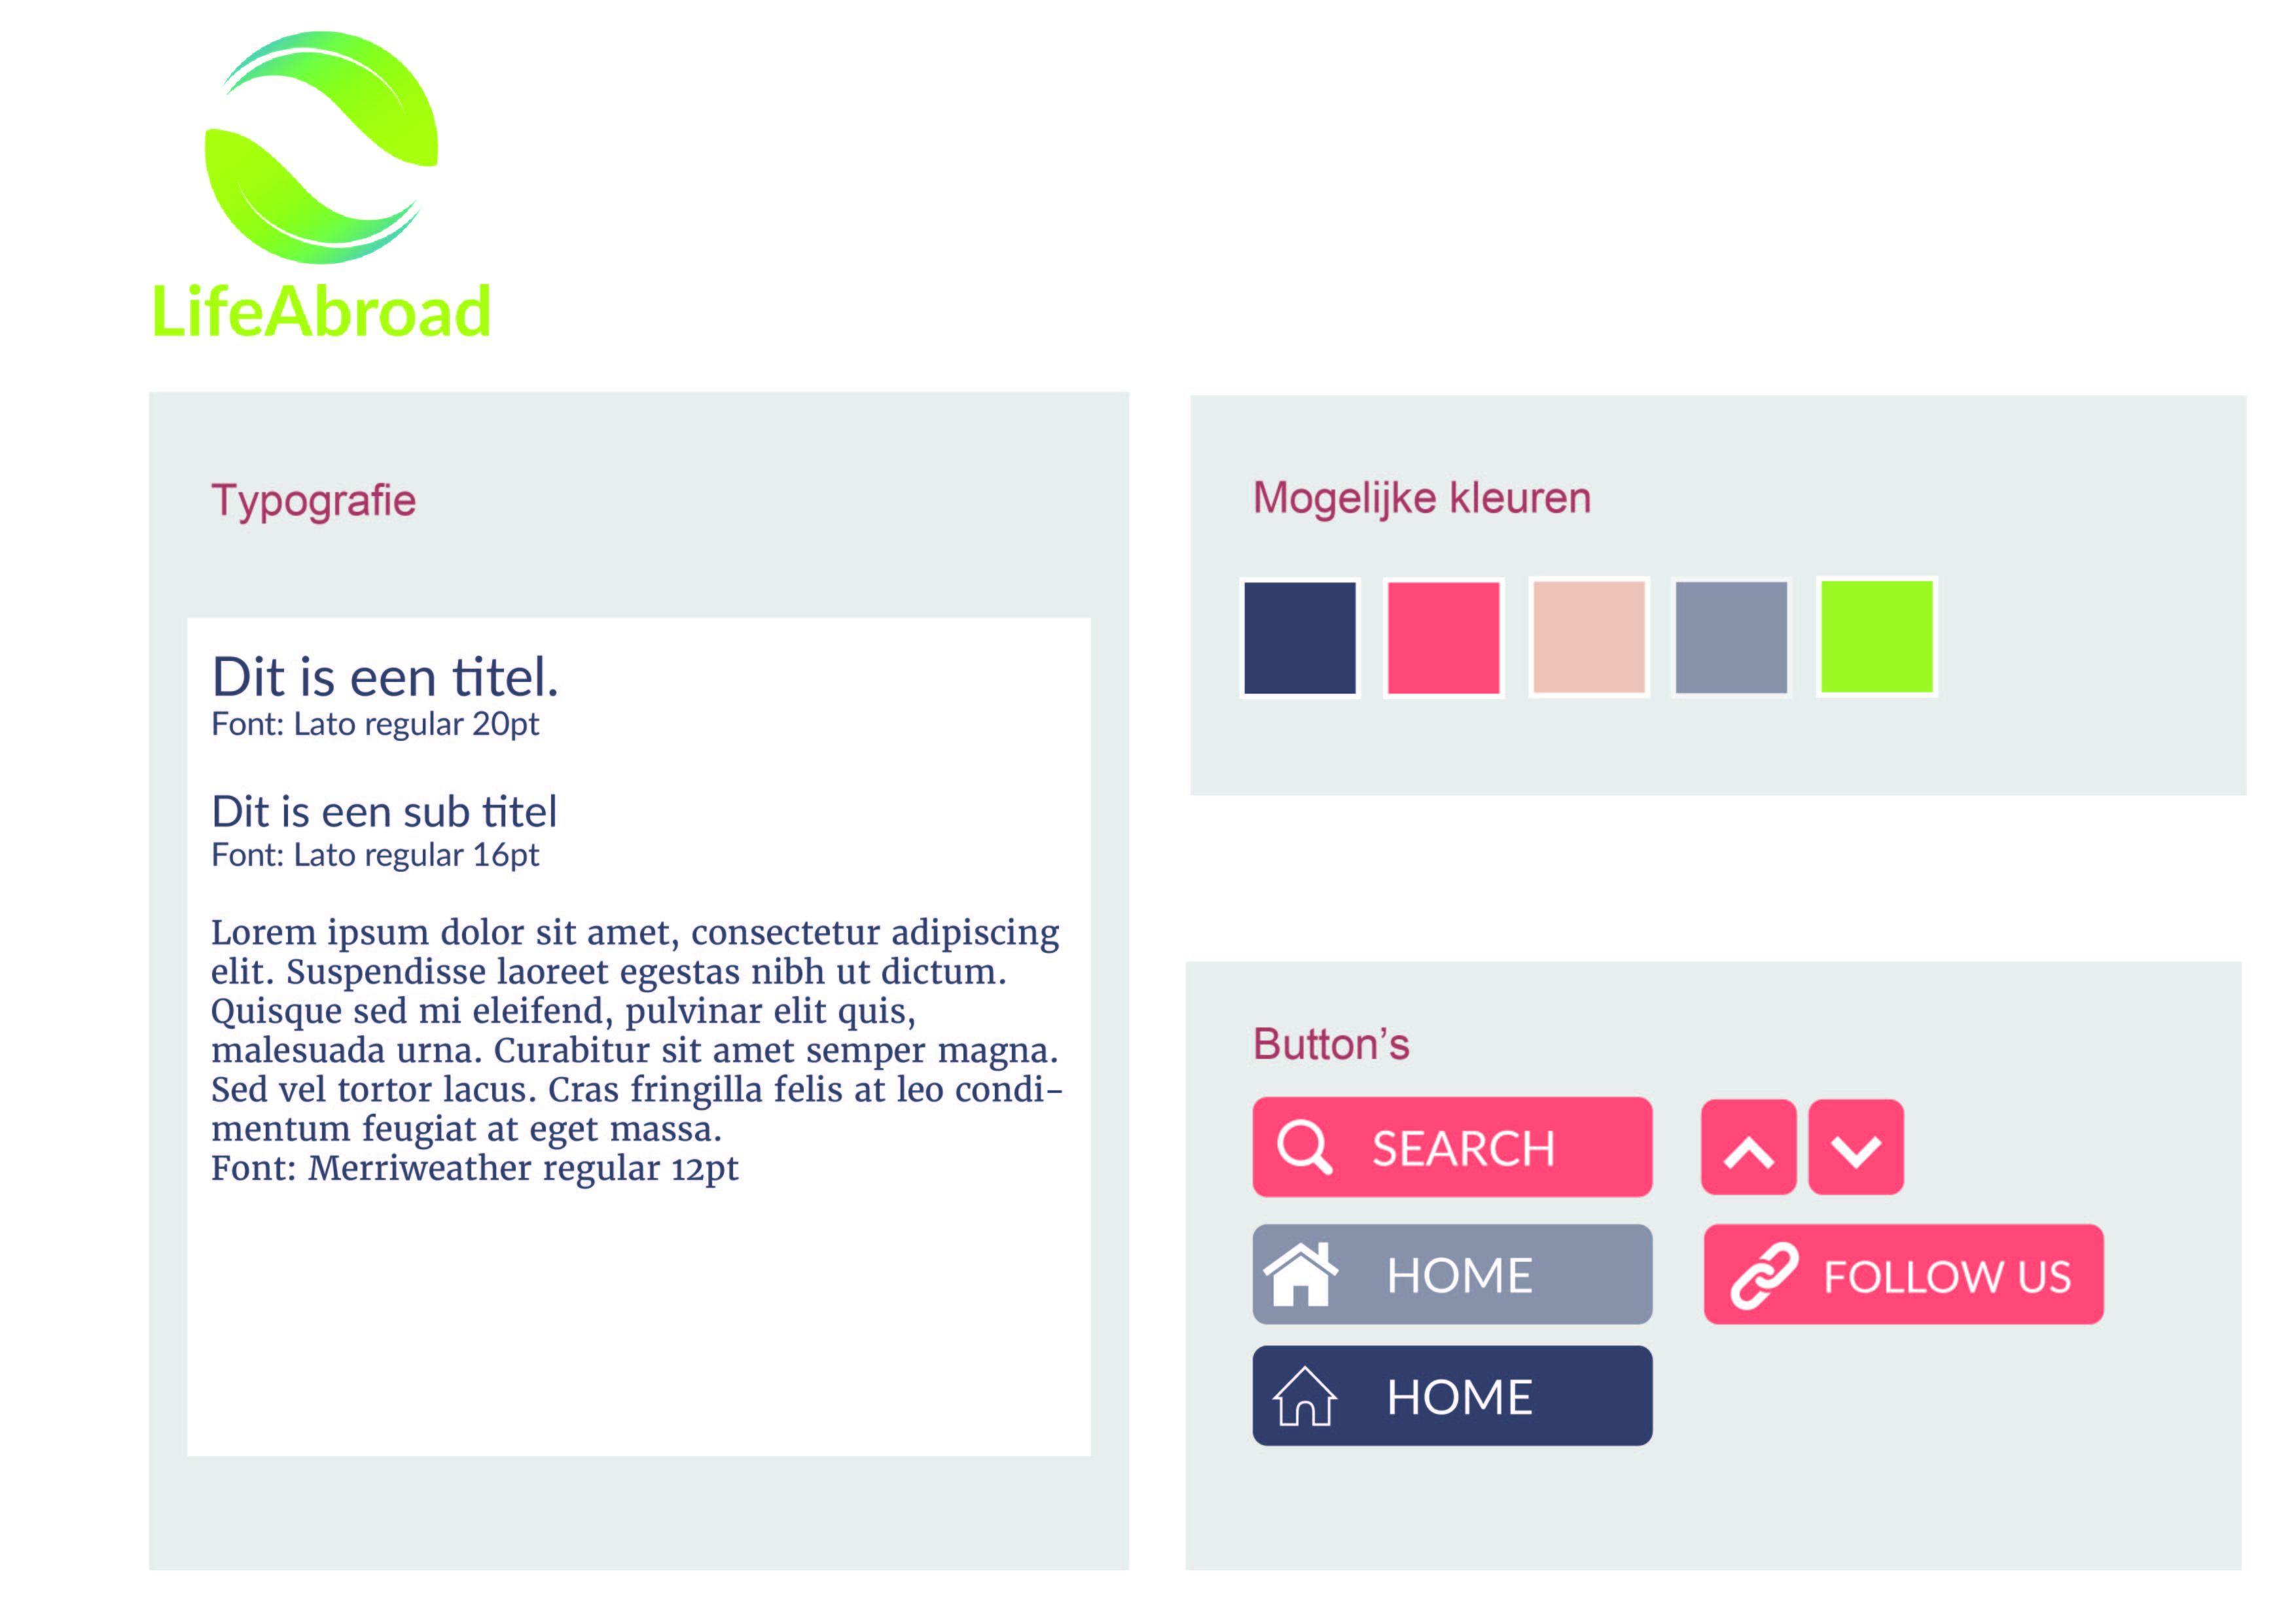 LifeAbroad
Typografie
Dit is een titel.
Font: Lato regular 20pt
Dit is een sub titel
Font: Lato regular 16pt
Lorem ipsum dolor sit amet, consectetur adipiscing
elit. Suspendisse laoreet egestas nibh ut dictum.
Quisque sed mi eleifend, pulvinar elit quis,
malesuada urna. Curabitur sit amet semper magna.
Sed vel tortor lacus. Cras fringilla felis at leo condi-
mentum feugiat at eget massa.
Font: Merriweather regular 12pt
Mogelijke kleuren
Button’s
SEARCH
HOME
FOLLOW US
HOME